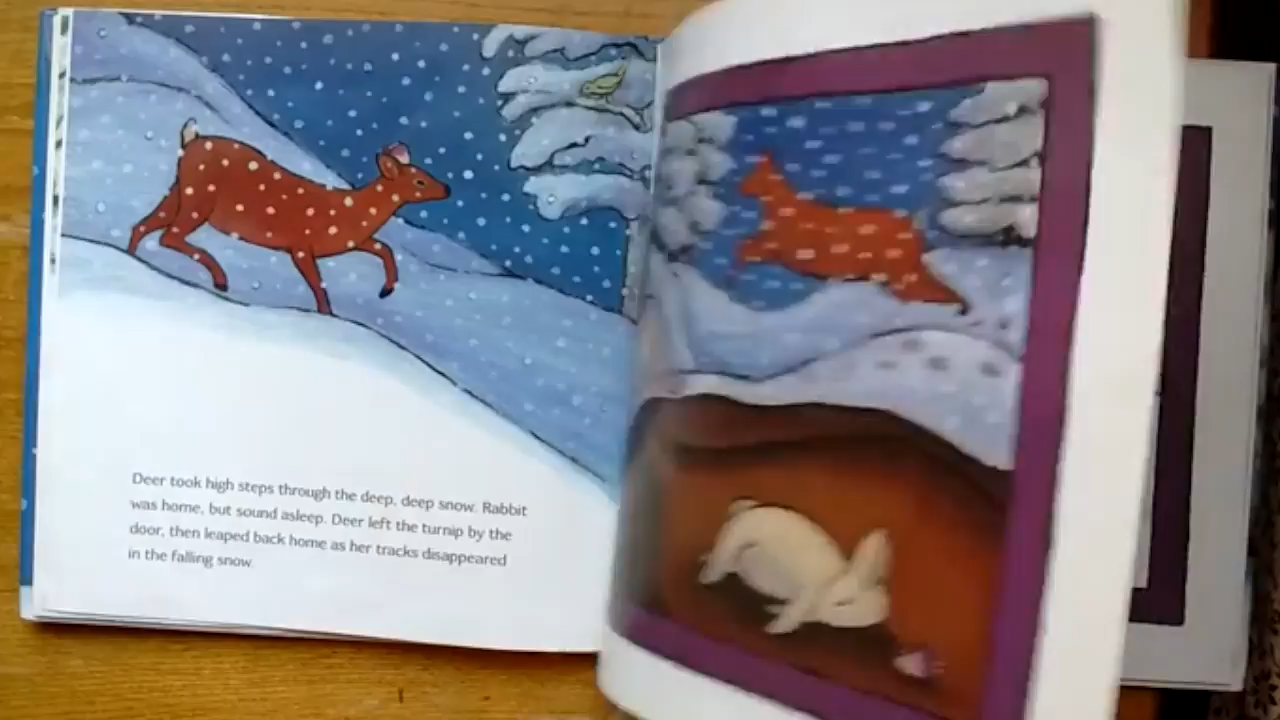 Deer took high steps through the deep, deep snow. Rabbit
was home, but sound asleep. Deer left the turnip by the
door, then leaped back home as her tracks disappeared
in the falling snow.